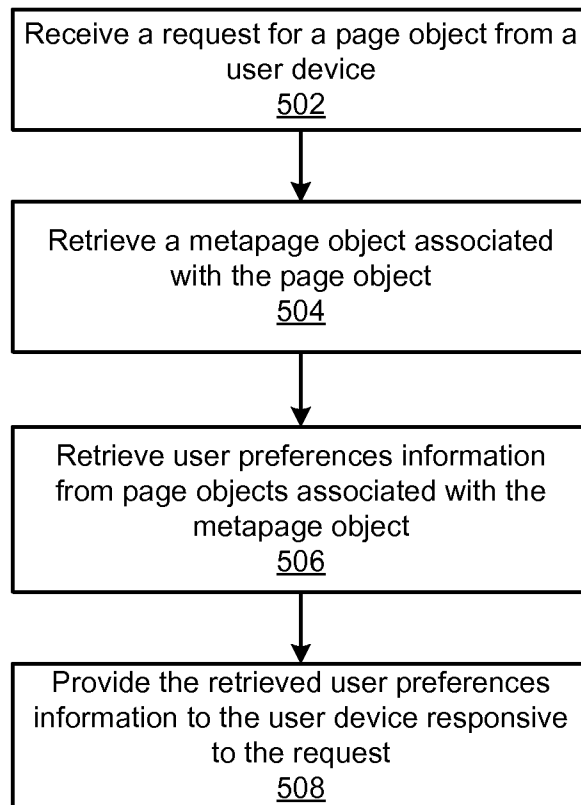 Receive a request for a page object from a
user device
502
Retrieve a metapage object associated
with the page object
504
Retrieve user preferences information
from page objects associated with the
metapage object
506
Provide the retrieved user preferences
information to the user device responsive
to the request
508